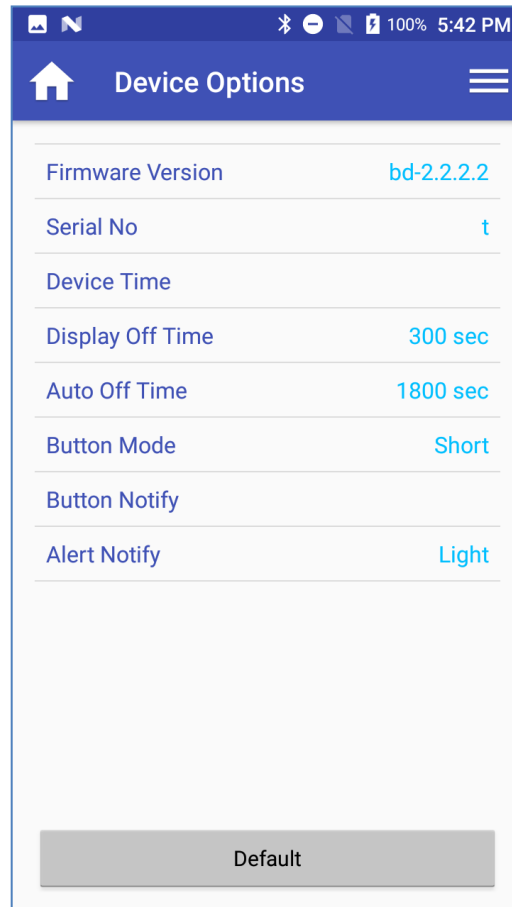 100% 5:42 PM
Device Options
Firmware Version bd-2.2.2.2
Serial No t
Device Time
Display Off Time 300 sec
Auto Off Time 1800 sec
Button Mode Short
Button Notify
Alert Notify Light
Default